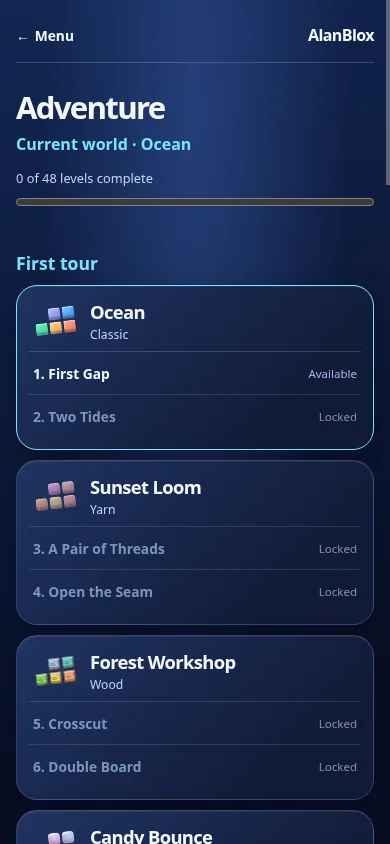 ← Menu
AlanBlox
Adventure
Current world · Ocean
0 of 48 levels complete
First tour
Ocean
Classic
1. First Gap
Available
2. Two Tides
Locked
Sunset Loom
Yarn
3. A Pair of Threads
Locked
4. Open the Seam
Locked
Forest Workshop
Wood
5. Crosscut
Locked
6. Double Board
Locked
Candy Bounce